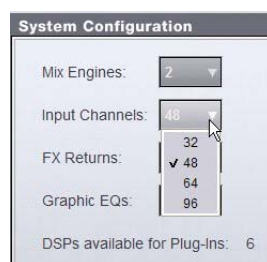 System Configuration
Mix Engines: 2
Input Channels: 48
32
FX Returns: ✓ 48
64
Graphic EQs: 96
DSPs available for Plug-Ins: 6